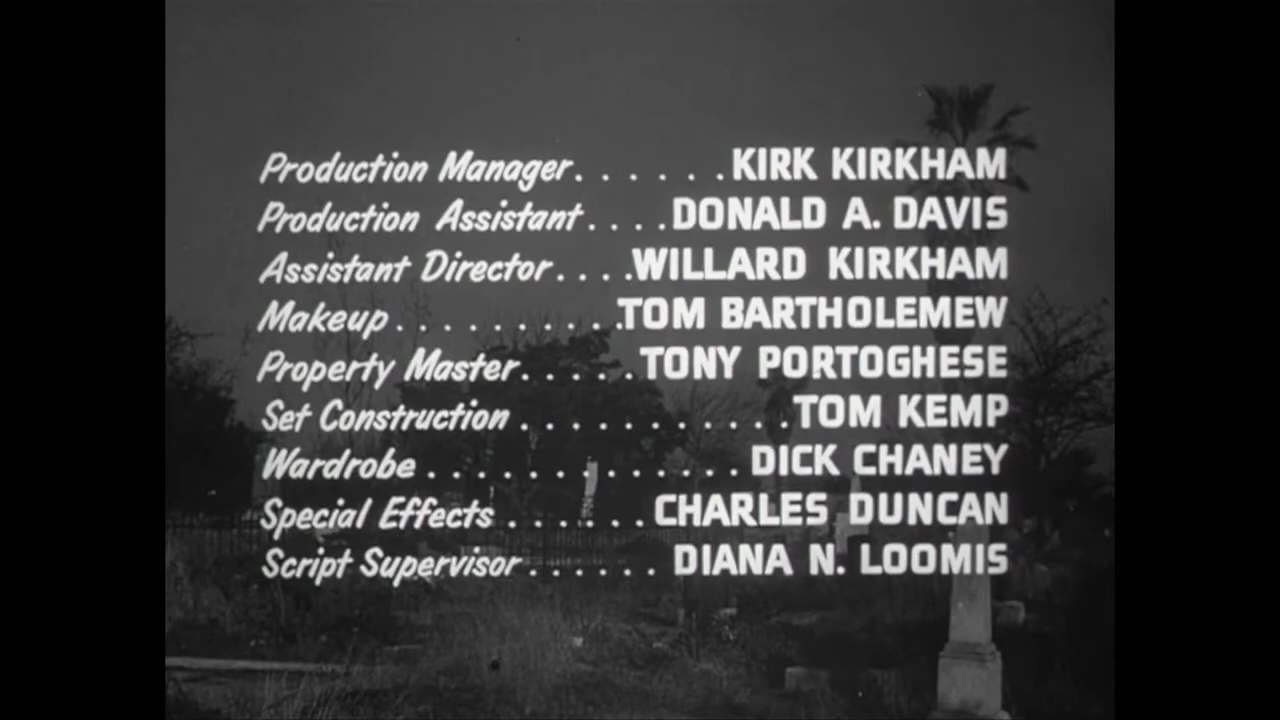 Production Manager. . . . . . .KIRK KIRKHAM
Production Assistant. . . .DONALD A. DAVIS
Assistant Director. . . .WILLARD KIRKHAM
Makeup. . . . . . . . . .TOM BARTHOLEMEW
Property Master. . . . . .TONY PORTOGHESE
Set Construction . . . . . . . . . . .TOM KEMP
Wardrobe . . . . . . . . . . . . . DICK CHANEY
Special Effects . . . . . . CHARLES DUNCAN
Script Supervisor. . . . . . DIANA N. LOOMIS